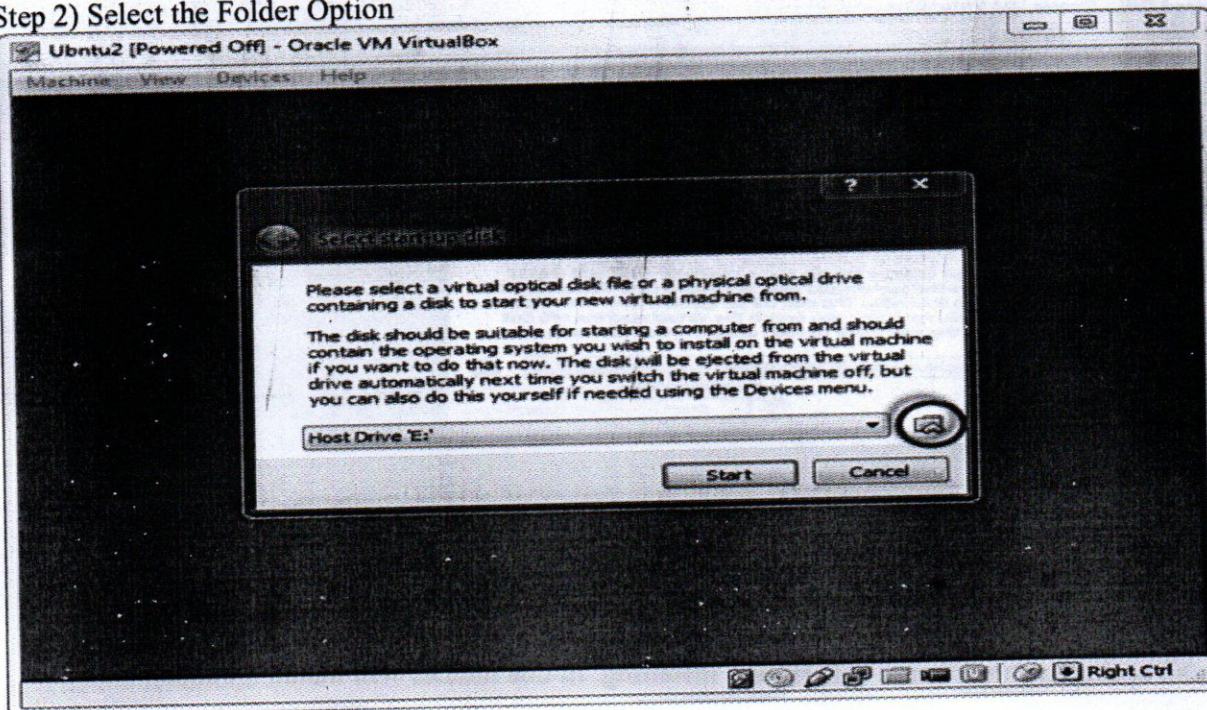 Step 2) Select the Folder Option
Ubntu2 [Powered Off] - Oracle VM VirtualBox
Machine View Devices Help
?
Select start-up disk
Please select a virtual optical disk file or a physical optical drive
containing a disk to start your new virtual machine from.
The disk should be suitable for starting a computer from and should
contain the operating system you wish to install on the virtual machine
if you want to do that now. The disk will be ejected from the virtual
drive automatically next time you switch the virtual machine off, but
you can also do this yourself if needed using the Devices menu.
Host Drive 'E:'
Start Cancel
Right Ctrl